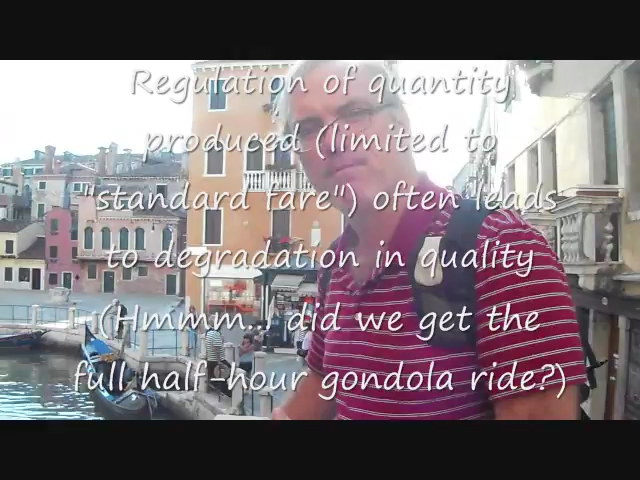 Regulation of quantity
produced (limited to
"standard fare") often leads
to degradation in quality
(Hmmm... did we get the
full half-hour gondola ride?)